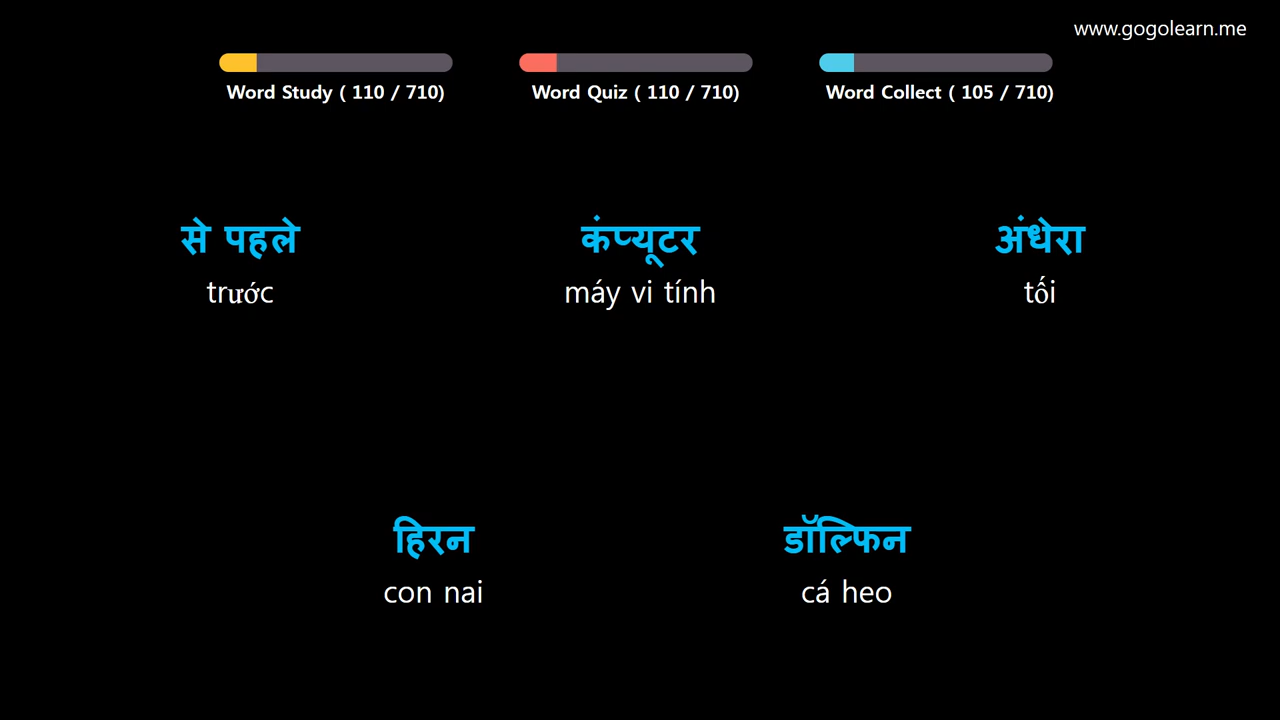 www.gogolearn.me
Word Study ( 110 / 710)
Word Quiz ( 110 / 710)
Word Collect ( 105 / 710)
से पहले
कंप्यूटर
अंधेरा
trước
máy vi tính
tối
हिरन
डॉल्फिन
con nai
cá heo